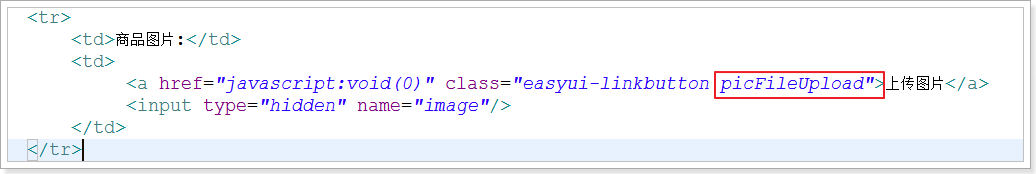 <tr>
<td>商品图片:</td>
<td>
<a href="javascript:void(0)" class="easyui-linkbutton picFileUpload">上传图片</a>
<input type="hidden" name="image"/>
</td>
</tr>